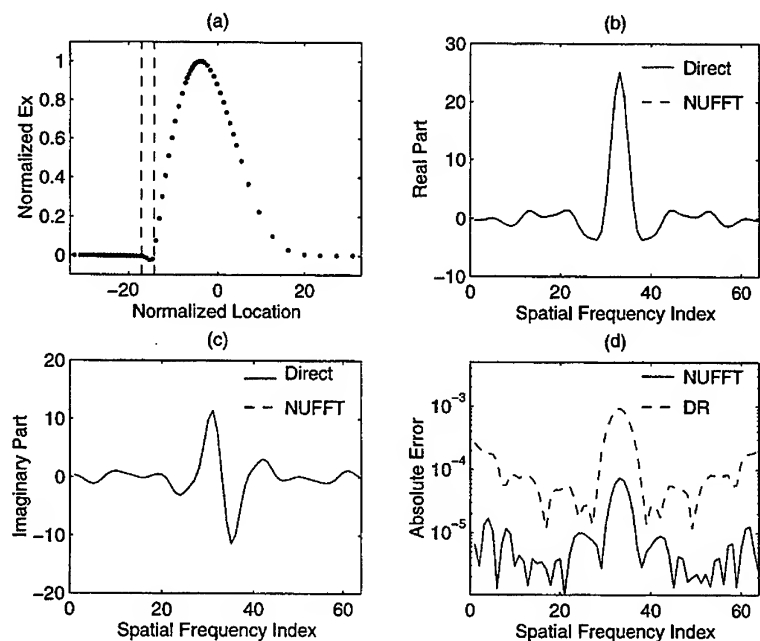 (a)
Normalized Ex
1
0.8
0.6
0.4
0.2
0
−20
0
20
Normalized Location
(b)
Real Part
30
20
10
0
−10
Direct
NUFFT
0
20
40
60
Spatial Frequency Index
(c)
Imaginary Part
20
10
0
−10
−20
Direct
NUFFT
0
20
40
60
Spatial Frequency Index
(d)
Absolute Error
10⁻³
10⁻⁴
10⁻⁵
NUFFT
DR
0
20
40
60
Spatial Frequency Index